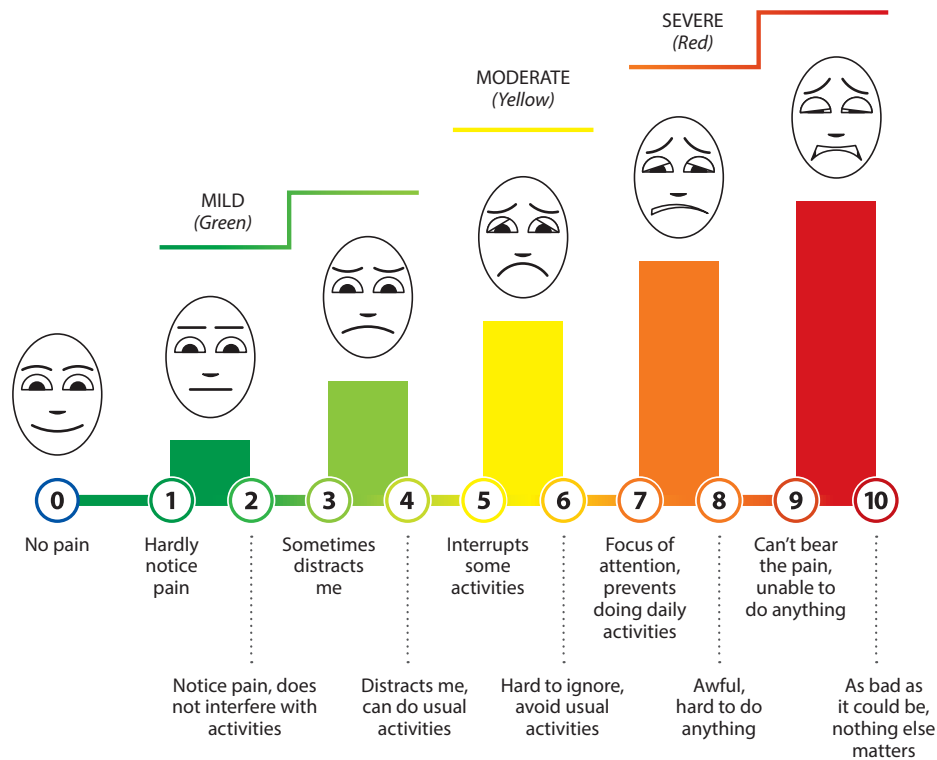 SEVERE
(Red)
MODERATE
(Yellow)
MILD
(Green)
0
1
2
3
4
5
6
7
8
9
10
No pain
Hardly
notice
pain
Sometimes
distracts
me
Interrupts
some
activities
Focus of
attention,
prevents
doing daily
activities
Can’t bear
the pain,
unable to
do anything
Notice pain, does
not interfere with
activities
Distracts me,
can do usual
activities
Hard to ignore,
avoid usual
activities
Awful,
hard to do
anything
As bad as
it could be,
nothing else
matters